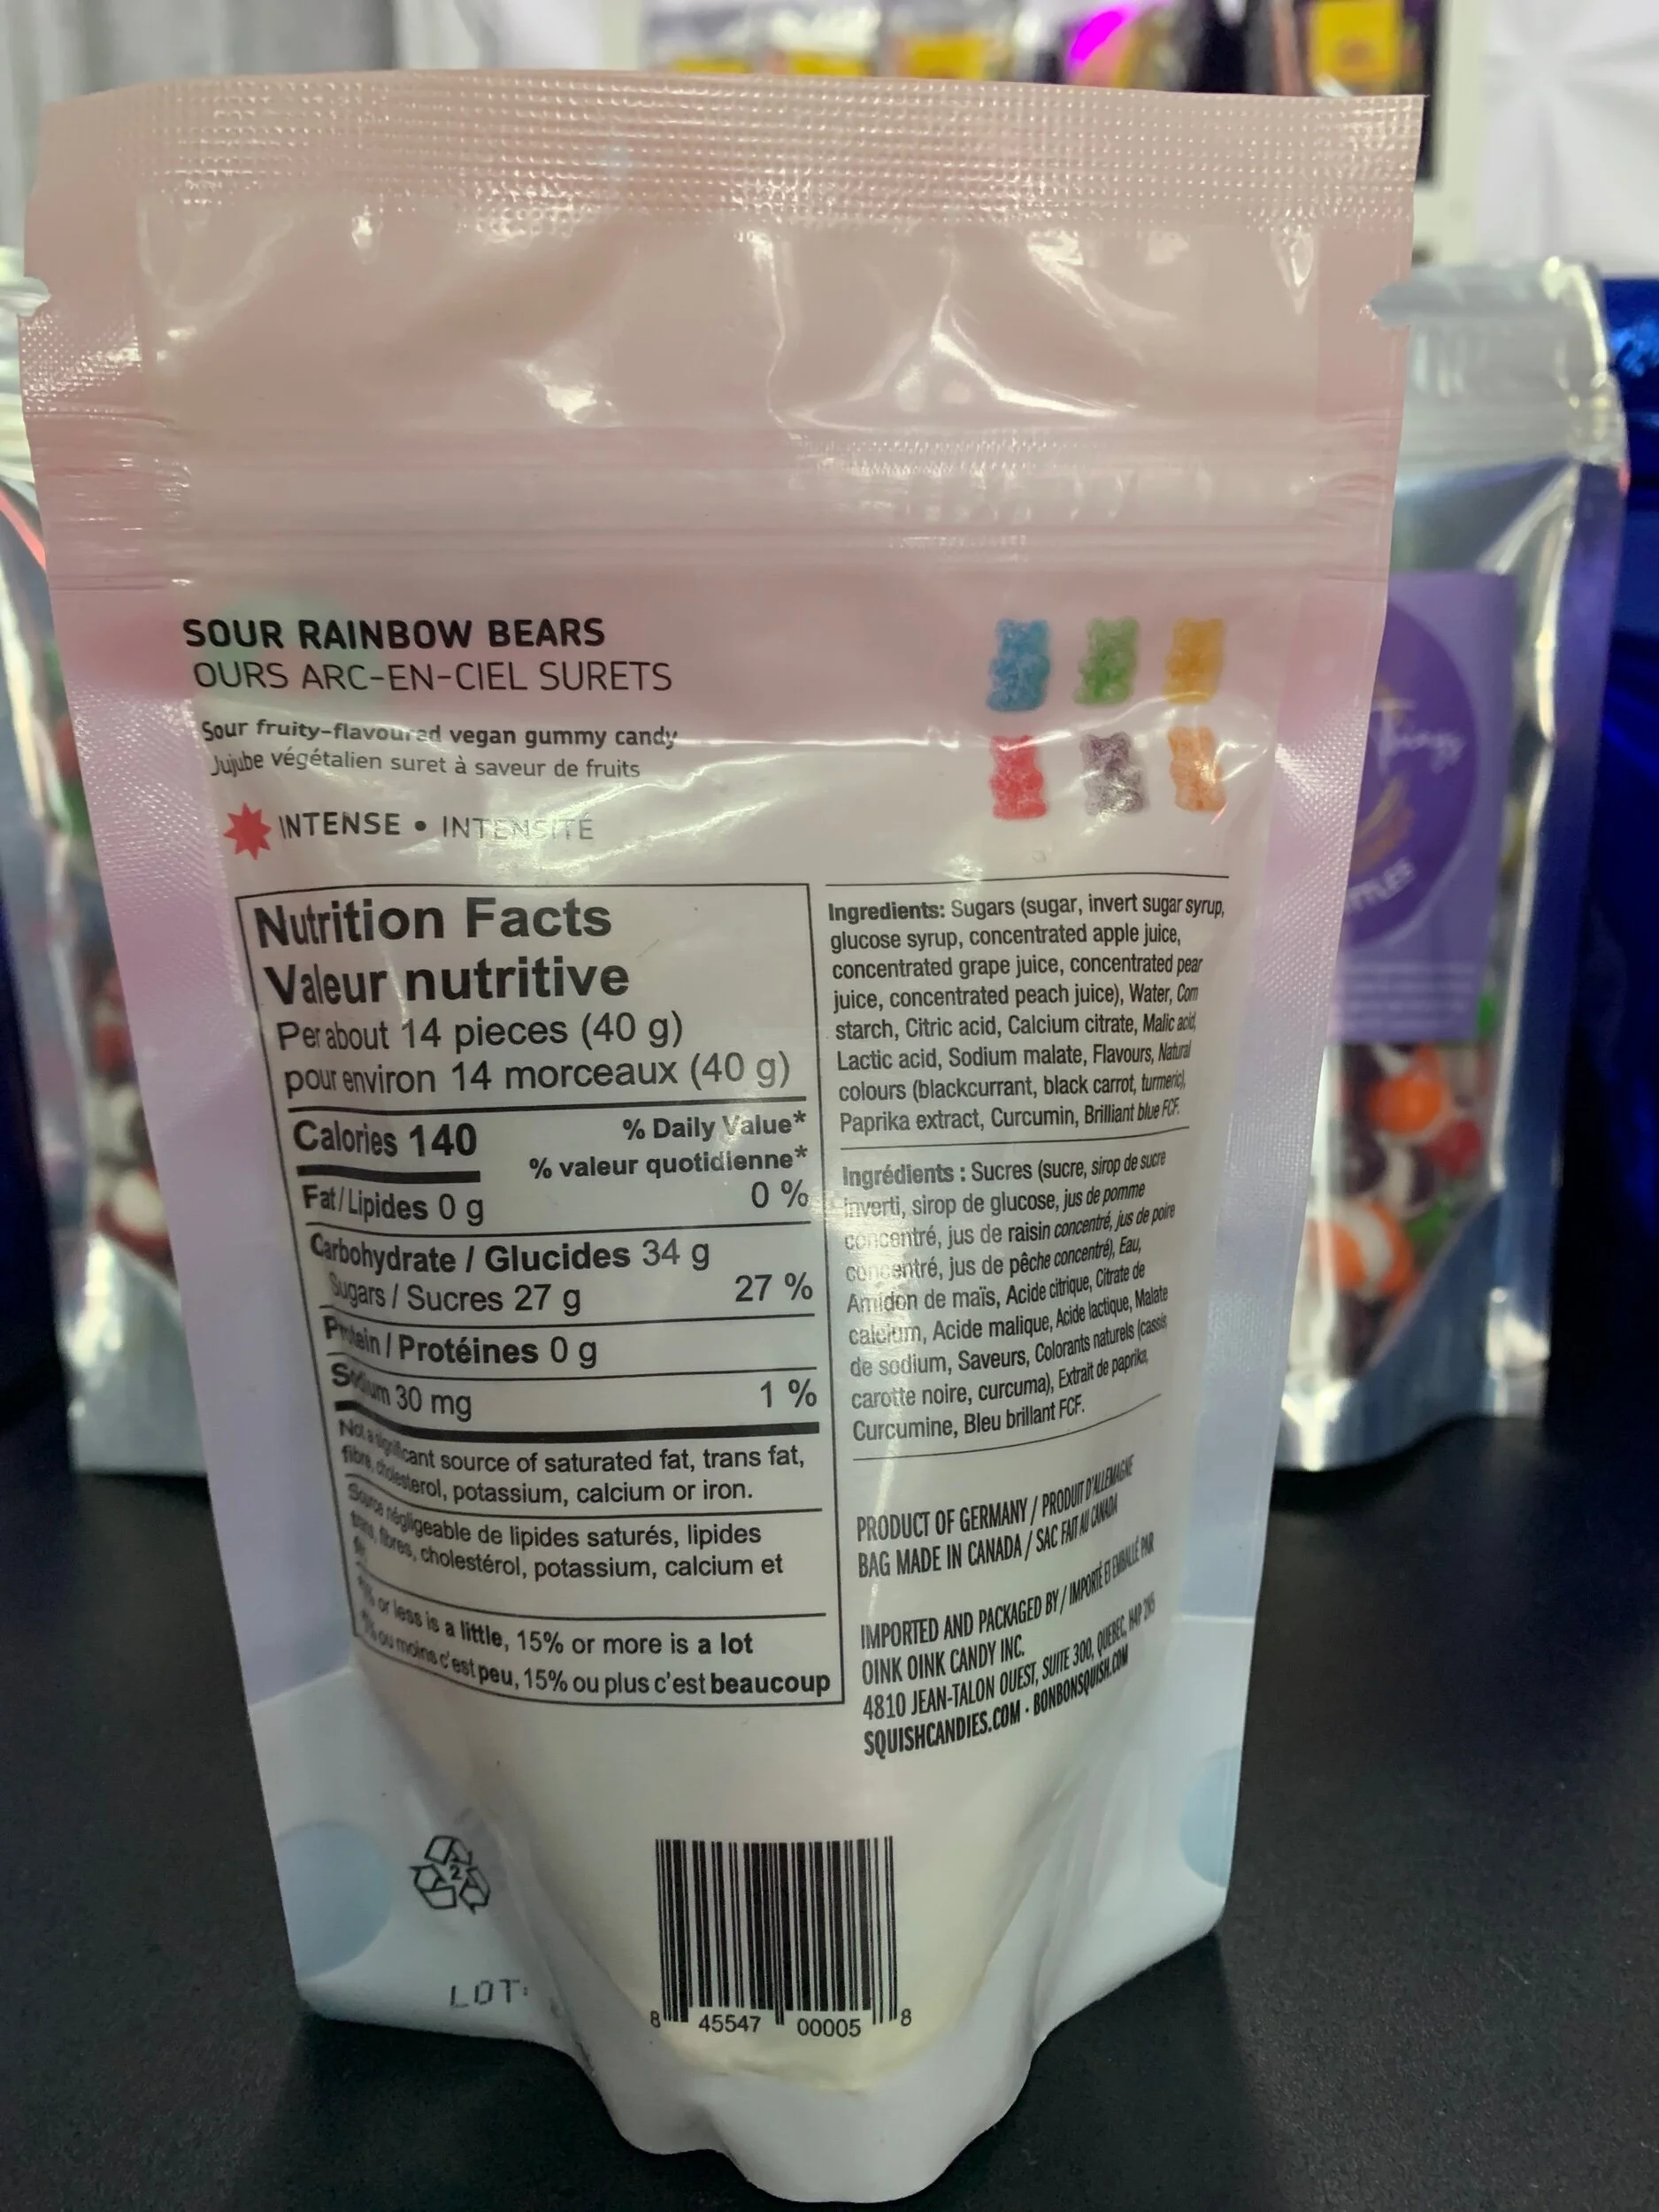 SOUR RAINBOW BEARS
OURS ARC-EN-CIEL SURETS
Sour fruity-flavoured vegan gummy candy
Jujube végétalien suret à saveur de fruits
INTENSE • INTENSITÉ
Nutrition Facts
Valeur nutritive
Per about 14 pieces (40 g)
pour environ 14 morceaux (40 g)
Calories 140
% Daily Value*
% valeur quotidienne*
Fat / Lipides 0 g 0 %
Carbohydrate / Glucides 34 g
Sugars / Sucres 27 g 27 %
Protein / Protéines 0 g
Sodium 30 mg 1 %
Not a significant source of saturated fat, trans fat,
fibre, cholesterol, potassium, calcium or iron.
Source négligeable de lipides saturés, lipides
trans, fibres, cholestérol, potassium, calcium et
fer.
or less is a little, 15% or more is a lot
ou moins c'est peu, 15% ou plus c'est beaucoup
Ingredients: Sugars (sugar, invert sugar syrup,
glucose syrup, concentrated apple juice,
concentrated grape juice, concentrated pear
juice, concentrated peach juice), Water, Corn
starch, Citric acid, Calcium citrate, Malic acid,
Lactic acid, Sodium malate, Flavours, Natural
colours (blackcurrant, black carrot, turmeric),
Paprika extract, Curcumin, Brilliant blue FCF.
Ingrédients : Sucres (sucre, sirop de sucre
inverti, sirop de glucose, jus de pomme
concentré, jus de raisin concentré, jus de poire
concentré, jus de pêche concentré), Eau,
Amidon de maïs, Acide citrique, Citrate de
calcium, Acide malique, Acide lactique, Malate
de sodium, Saveurs, Colorants naturels (cassis,
carotte noire, curcuma), Extrait de paprika,
Curcumine, Bleu brillant FCF.
PRODUCT OF GERMANY / PRODUIT D'ALLEMAGNE
BAG MADE IN CANADA / SAC FAIT AU CANADA
IMPORTED AND PACKAGED BY / IMPORTÉ ET EMBALLÉ PAR
OINK OINK CANDY INC.
4810 JEAN-TALON OUEST, SUITE 300, QUEBEC, H4P 2N5
SQUISHCANDIES.COM • BONBONSQUISH.COM
2
LOT:
8 45547 00005 8
Things